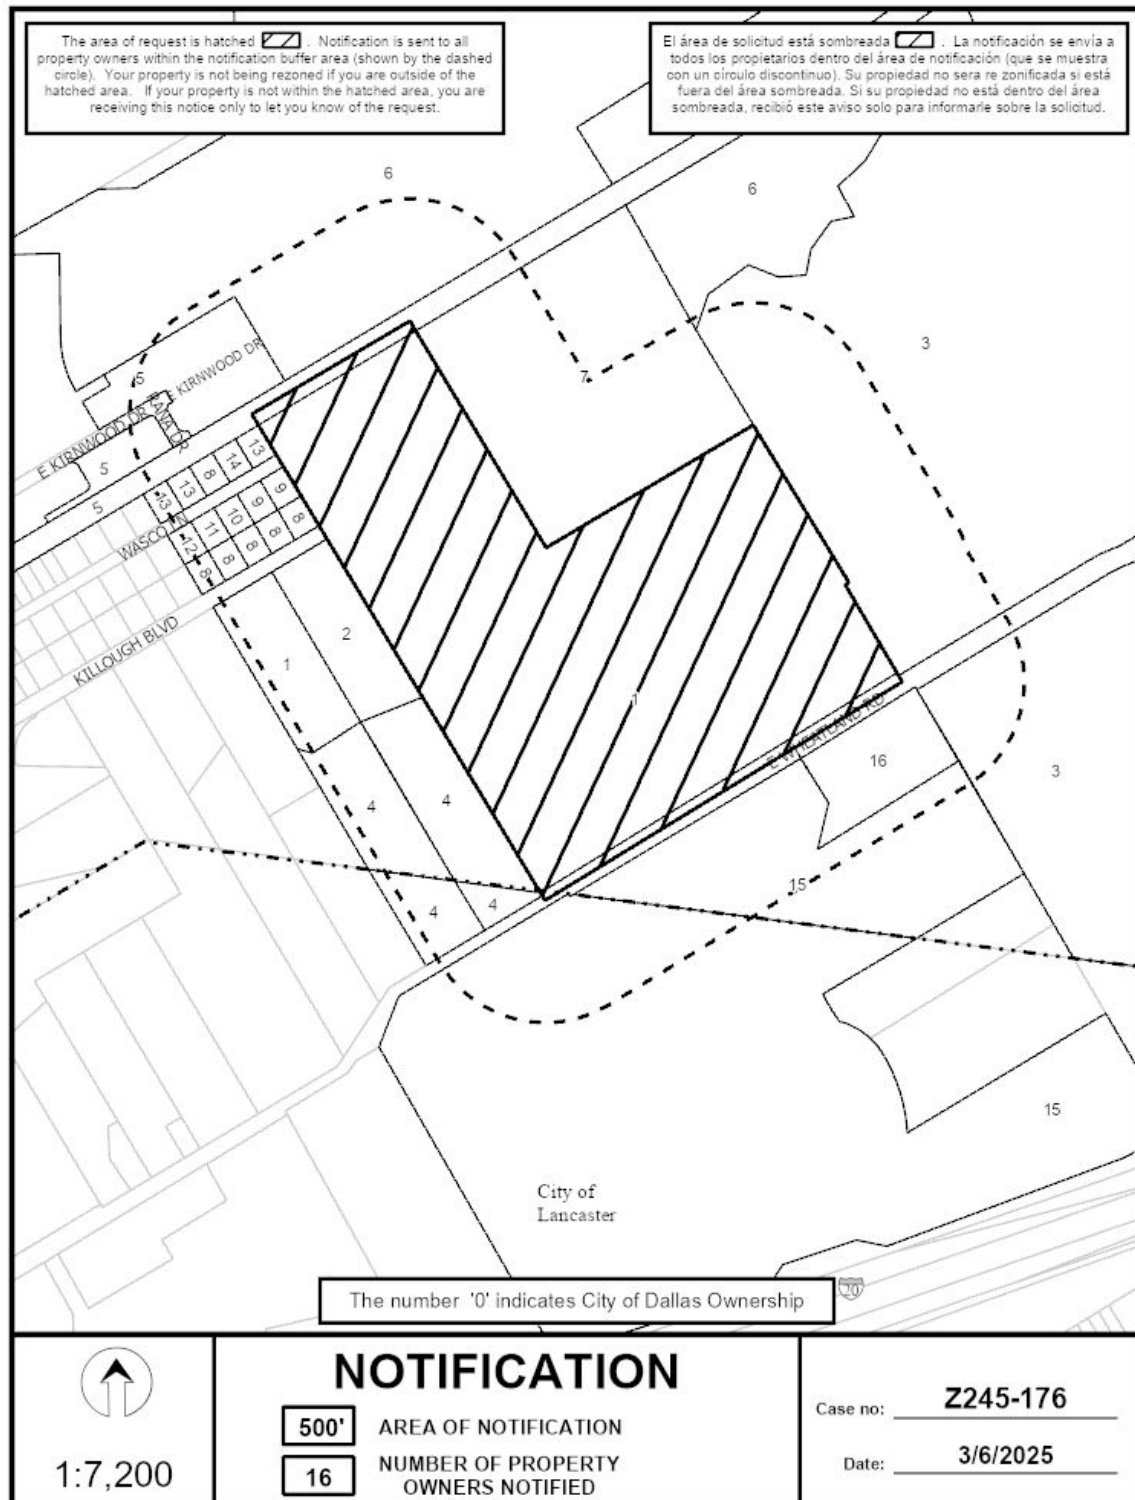 The area of request is hatched . Notification is sent to all
property owners within the notification buffer area (shown by the dashed
circle). Your property is not being rezoned if you are outside of the
hatched area. If your property is not within the hatched area, you are
receiving this notice only to let you know of the request.
El área de solicitud está sombreada . La notificación se envía a
todos los propietarios dentro del área de notificación (que se muestra
con un círculo discontinuo). Su propiedad no sera re zonificada si está
fuera del área sombreada. Si su propiedad no está dentro del área
sombreada, recibió este aviso solo para informarle sobre la solicitud.
6
6
3
7
5
E KIRNWOOD DR
E KIRNWOOD DR
5
5
13
14
8
13
13
9
9
8
10
8
11
8
12
8
8
WASCO
KILLOUGH BLVD
2
1
1
E WHEATLAND RD
16
3
4
4
4
4
15
15
City of
Lancaster
20
The number '0' indicates City of Dallas Ownership
1:7,200
NOTIFICATION
500' AREA OF NOTIFICATION
16 NUMBER OF PROPERTY
OWNERS NOTIFIED
Case no: Z245-176
Date: 3/6/2025